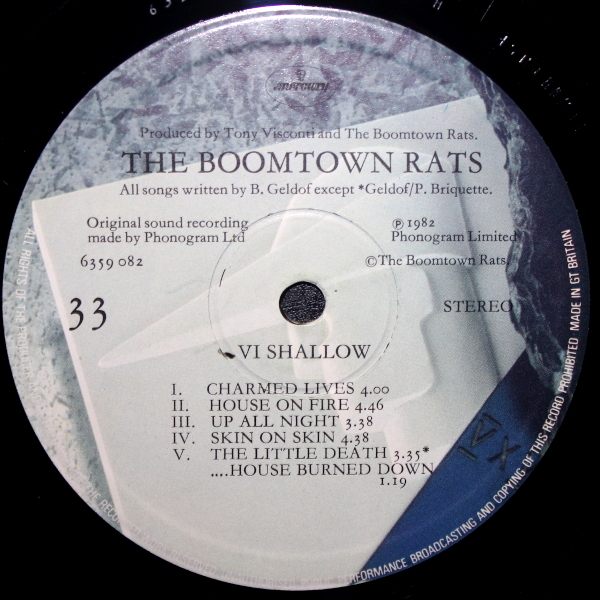 mercury
Produced by Tony Visconti and The Boomtown Rats.
THE BOOMTOWN RATS
All songs written by B. Geldof except *Geldof/P. Briquette.
Original sound recording
made by Phonogram Ltd
6359 082
℗ 1982
Phonogram Limited
© The Boomtown Rats.
33
STEREO
VI SHALLOW
I. CHARMED LIVES 4.00
II. HOUSE ON FIRE 4.46
III. UP ALL NIGHT 3.38
IV. SKIN ON SKIN 4.38
V. THE LITTLE DEATH 3.35*
....HOUSE BURNED DOWN
1.19
V X
ALL RIGHTS OF THE
PERFORMANCE BROADCASTING AND COPYING OF THIS RECORD PROHIBITED MADE IN GT BRITAIN